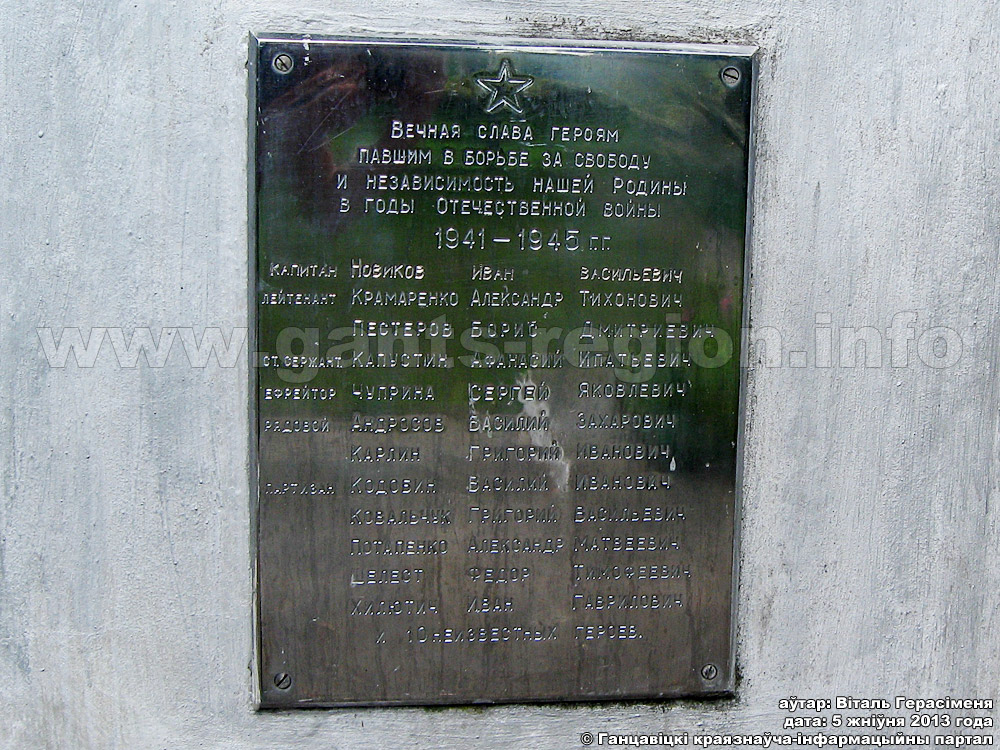 Вечная слава героям
павшим в борьбе за свободу
и независимость нашей Родины
в годы Отечественной войны
1941 – 1945 г.г.
капитан Новиков Иван Васильевич
лейтенант Крамаренко Александр Тихонович
Пестеров Борис Дмитриевич
ст.сержант Капустин Афанасий Ипатьевич
ефрейтор Чуприна Сергей Яковлевич
рядовой Андросов Василий Захарович
Карлин Григорий Иванович
партизан Кодобин Василий Иванович
Ковальчук Григорий Васильевич
Потапенко Александр Матвеевич
Шелест Федор Тимофеевич
Хилютич Иван Гаврилович
и 10 неизвестных героев.
www.gants-region.info
аўтар: Віталь Герасіменя
дата: 5 жніўня 2013 года
© Ганцавіцкі краязнаўча-інфармацыйны партал